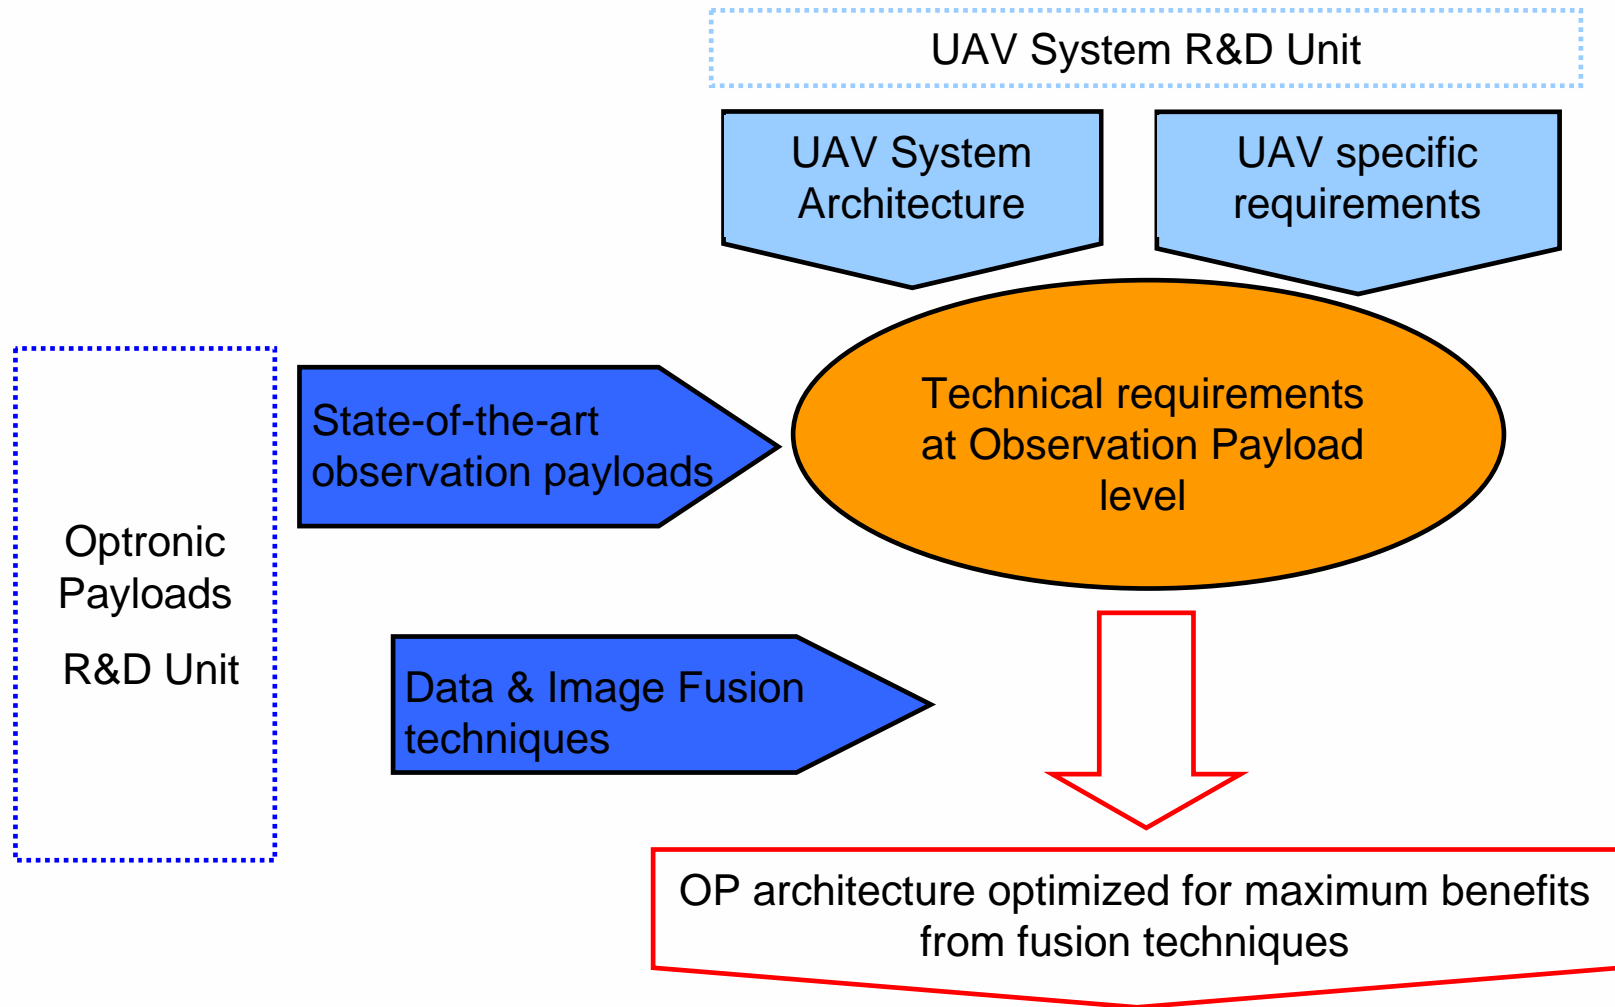 UAV System R&D Unit
UAV System
Architecture
UAV specific
requirements
State-of-the-art
observation payloads
Technical requirements
at Observation Payload
level
Optronic
Payloads
R&D Unit
Data & Image Fusion
techniques
OP architecture optimized for maximum benefits
from fusion techniques